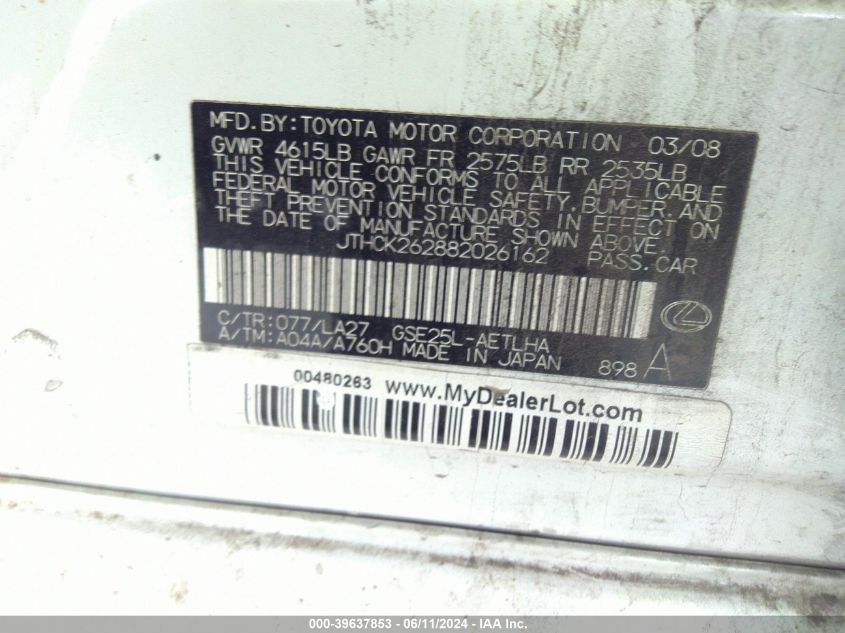 MFD.BY:TOYOTA MOTOR CORPORATION 03/08
GVWR 4615LB GAWR FR 2575LB RR 2535LB
THIS VEHICLE CONFORMS TO ALL APPLICABLE
FEDERAL MOTOR VEHICLE SAFETY, BUMPER, AND
THEFT PREVENTION STANDARDS IN EFFECT ON
THE DATE OF MANUFACTURE SHOWN ABOVE.
JTHCK262882026162 PASS.CAR
C/TR:077/LA27 GSE25L-AETLHA
A/TM:A04A/A760H MADE IN JAPAN 898 A
00480263 www.MyDealerLot.com
000-39637853 - 06/11/2024 - IAA Inc.